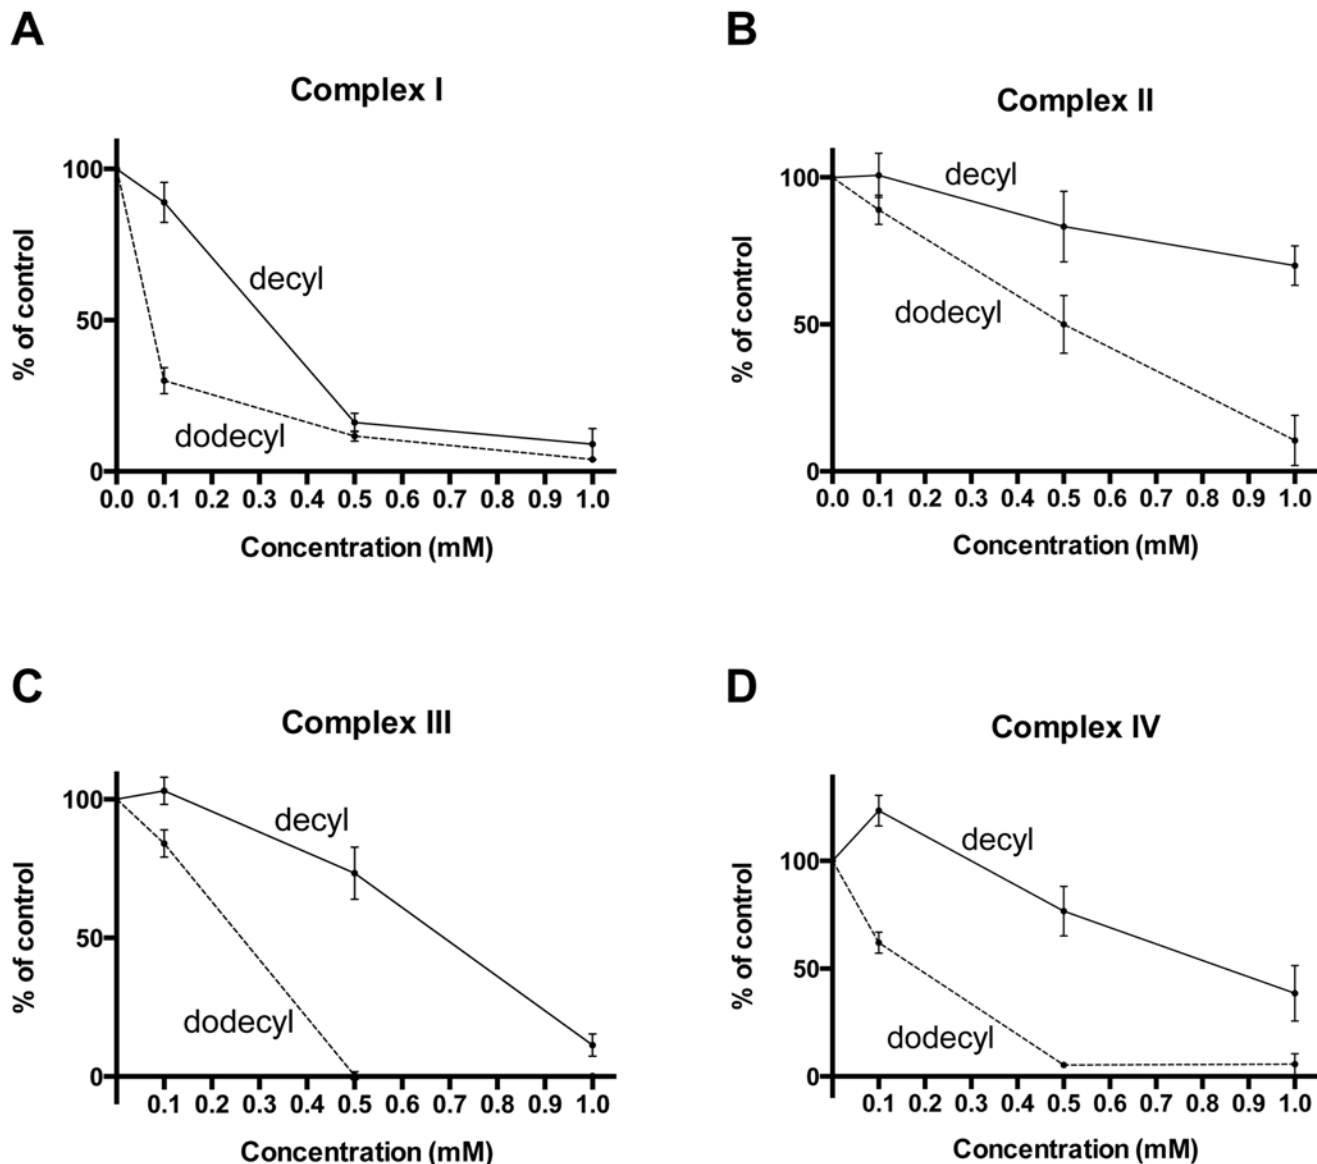 A
Complex I
% of control
100
50
0
decyl
dodecyl
0.0 0.1 0.2 0.3 0.4 0.5 0.6 0.7 0.8 0.9 1.0
Concentration (mM)
B
Complex II
% of control
100
50
0
decyl
dodecyl
0.0 0.1 0.2 0.3 0.4 0.5 0.6 0.7 0.8 0.9 1.0
Concentration (mM)
C
Complex III
% of control
100
50
0
decyl
dodecyl
0.1 0.2 0.3 0.4 0.5 0.6 0.7 0.8 0.9 1.0
Concentration (mM)
D
Complex IV
% of control
100
50
0
decyl
dodecyl
0.1 0.2 0.3 0.4 0.5 0.6 0.7 0.8 0.9 1.0
Concentration (mM)